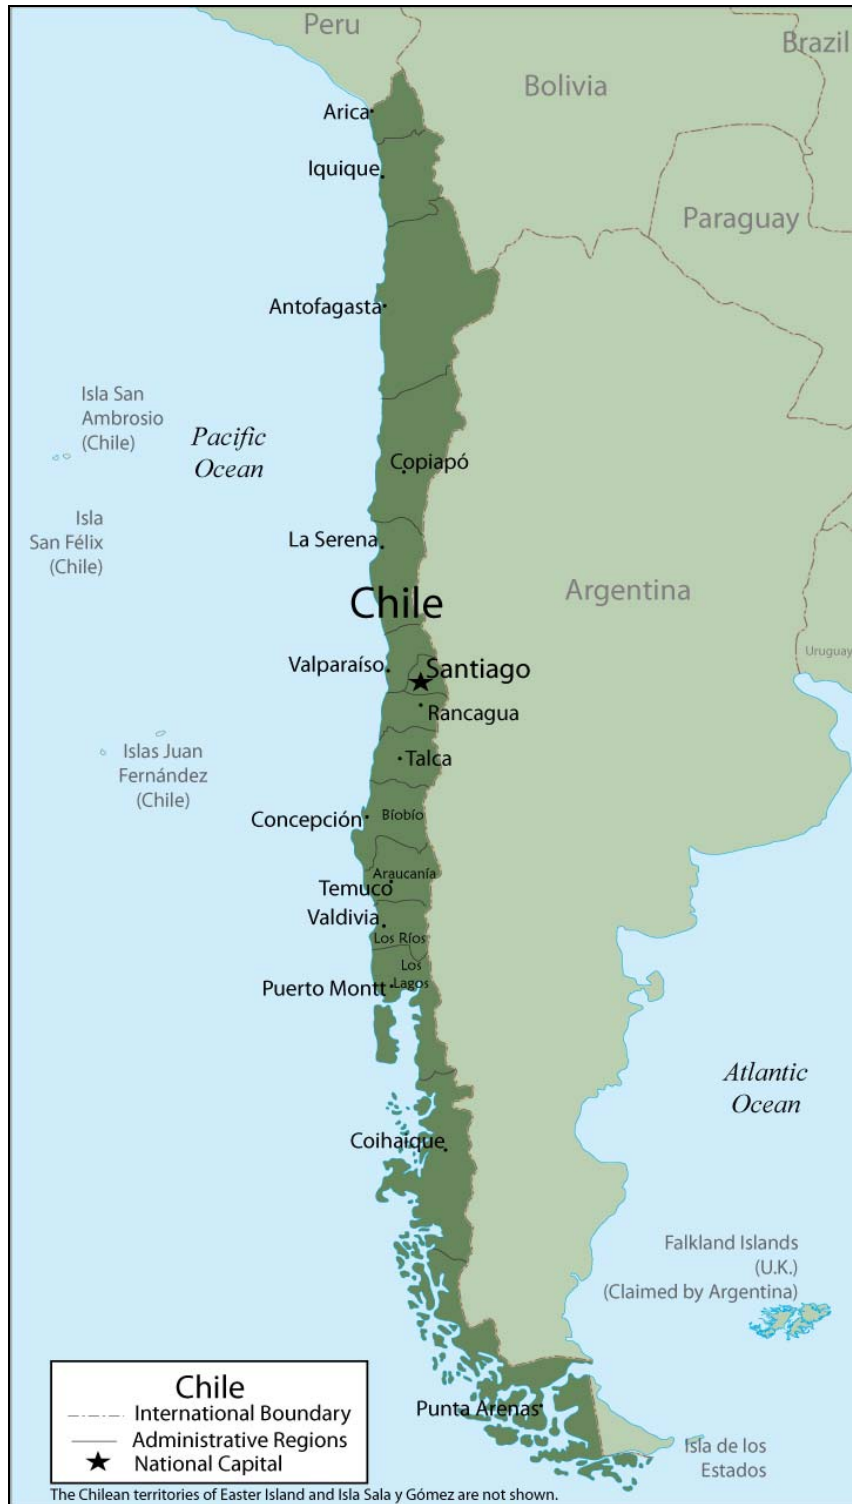 Peru
Brazil
Bolivia
Arica
Iquique
Paraguay
Antofagasta
Isla San
Ambrosio
(Chile)
Pacific
Ocean
Copiapó
Isla
San Félix
(Chile)
La Serena
Chile
Argentina
Uruguay
Valparaíso
Santiago
Rancagua
Islas Juan
Fernández
(Chile)
Talca
Concepción
Bíobío
Araucanía
Temuco
Valdivia
Los Ríos
Los
Lagos
Puerto Montt
Atlantic
Ocean
Coihaique
Falkland Islands
(U.K.)
(Claimed by Argentina)
Punta Arenas
Isla de los
Estados
Chile
International Boundary
Administrative Regions
National Capital
The Chilean territories of Easter Island and Isla Sala y Gómez are not shown.